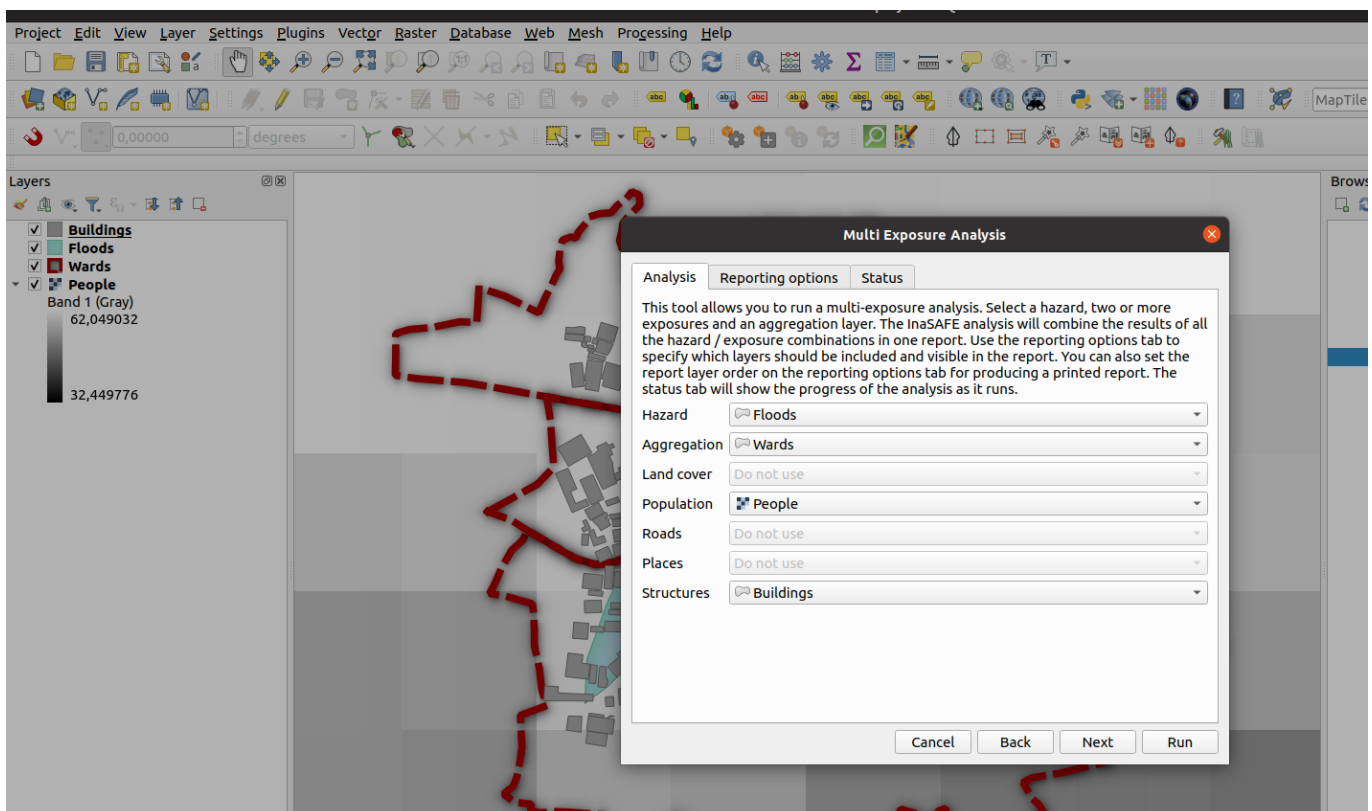 Project Edit View Layer Settings Plugins Vector Raster Database Web Mesh Processing Help
MapTile
0,00000 degrees
Layers
Brows
Buildings
Floods
Wards
People
Band 1 (Gray)
62,049032
32,449776
Multi Exposure Analysis
Analysis Reporting options Status
This tool allows you to run a multi-exposure analysis. Select a hazard, two or more
exposures and an aggregation layer. The InaSAFE analysis will combine the results of all
the hazard / exposure combinations in one report. Use the reporting options tab to
specify which layers should be included and visible in the report. You can also set the
report layer order on the reporting options tab for producing a printed report. The
status tab will show the progress of the analysis as it runs.
Hazard Floods
Aggregation Wards
Land cover Do not use
Population People
Roads Do not use
Places Do not use
Structures Buildings
Cancel Back Next Run